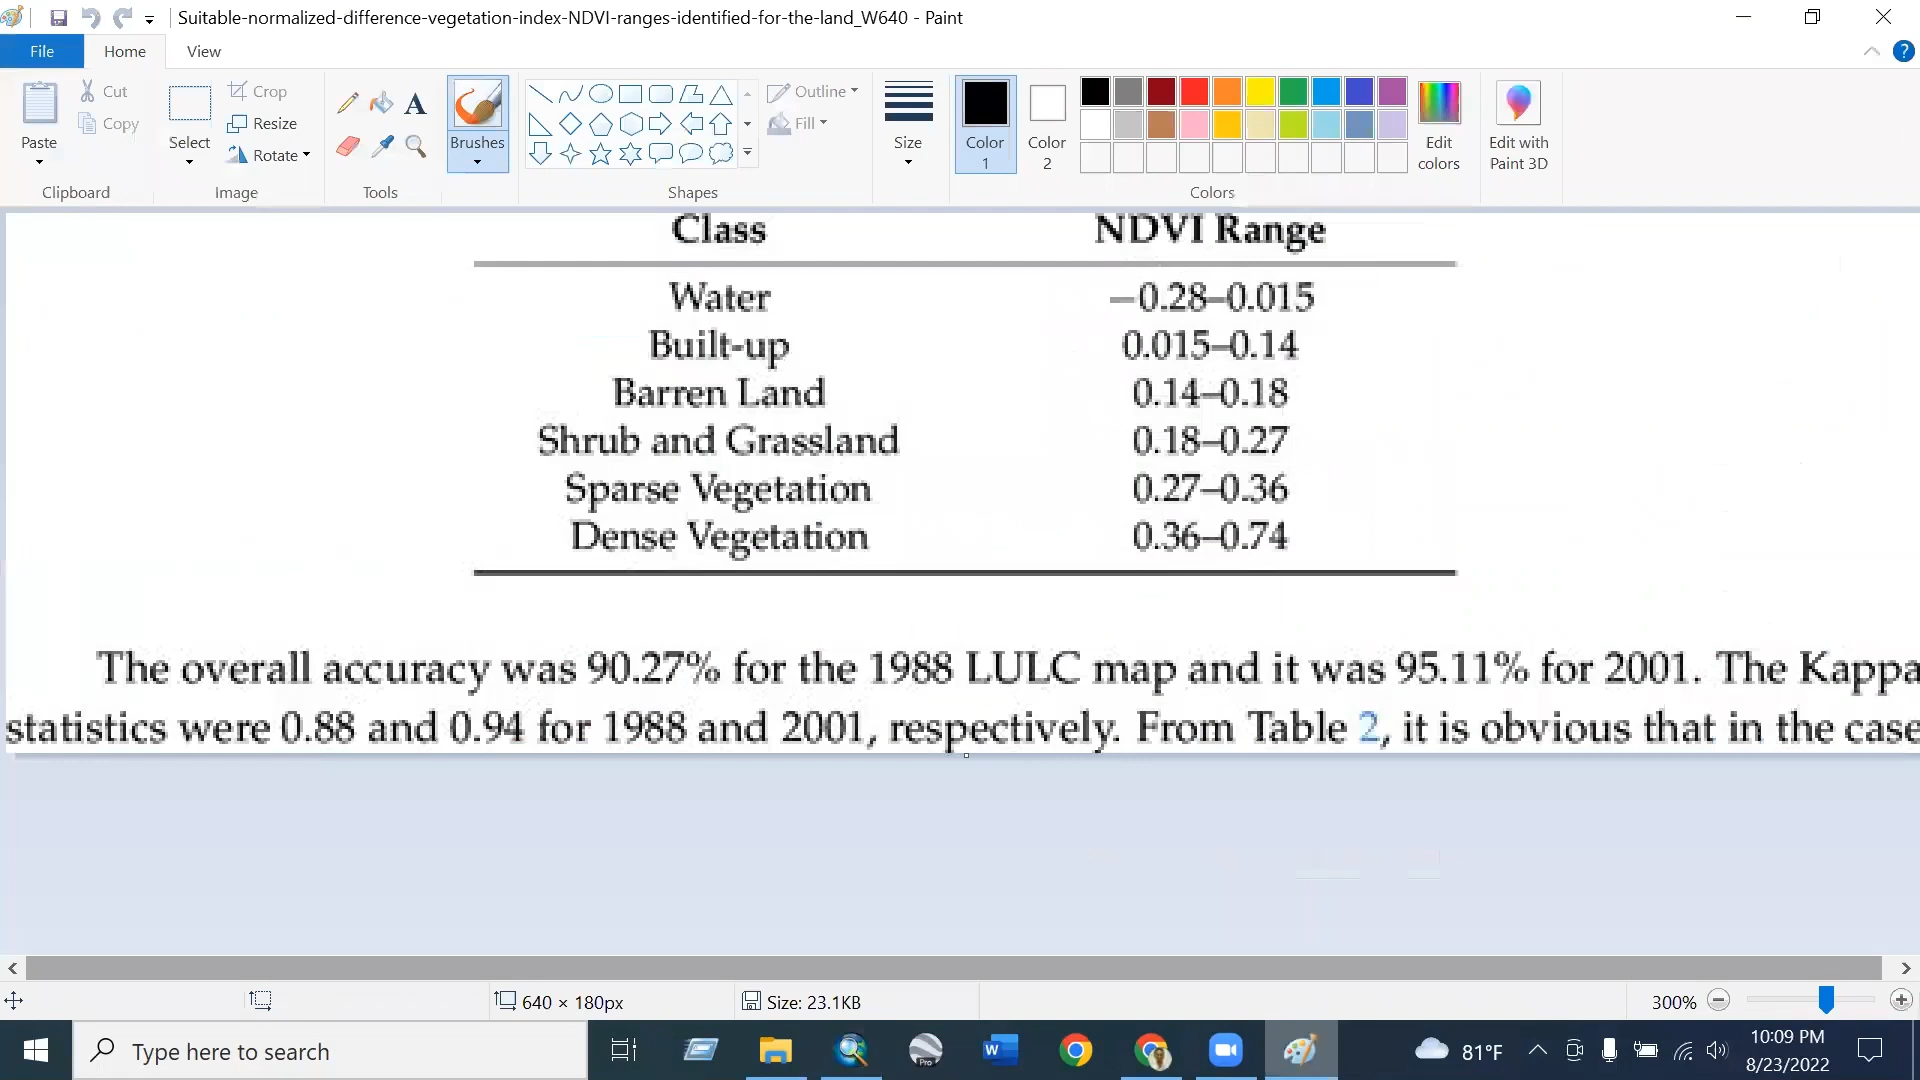 Suitable-normalized-difference-vegetation-index-NDVI-ranges-identified-for-the-land_W640 - Paint
File Home View
Paste
Cut
Copy
Clipboard
Select
Crop
Resize
Rotate
Image
Tools
Brushes
Shapes
Outline
Fill
Size
Color 1
Color 2
Colors
Edit colors
Edit with Paint 3D
Class NDVI Range
Water −0.28–0.015
Built-up 0.015–0.14
Barren Land 0.14–0.18
Shrub and Grassland 0.18–0.27
Sparse Vegetation 0.27–0.36
Dense Vegetation 0.36–0.74
The overall accuracy was 90.27% for the 1988 LULC map and it was 95.11% for 2001. The Kappa
statistics were 0.88 and 0.94 for 1988 and 2001, respectively. From Table 2, it is obvious that in the case
640 × 180px Size: 23.1KB 300%
Type here to search
Pro
81°F
10:09 PM
8/23/2022